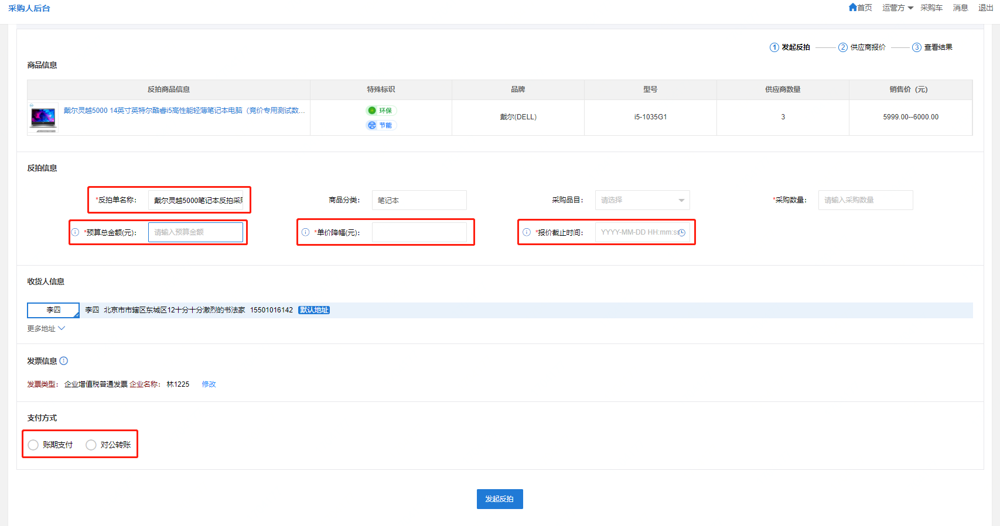 采购人后台 首页 运营方 采购车 消息 退出
1 发起反拍 2 供应商报价 3 查看结果
商品信息
反拍商品信息 特殊标识 品牌 型号 供应商数量 销售价 (元)
戴尔灵越5000 14英寸英特尔酷睿i5高性能轻薄笔记本电脑（竞价专用测试数... 环保 节能 戴尔(DELL) i5-1035G1 3 5999.00--6000.00
反拍信息
*反拍单名称： 戴尔灵越5000笔记本反拍采购 商品分类： 笔记本 采购品目： 请选择 *采购数量： 请输入采购数量
*预算总金额(元)： 请输入预算金额 *单价降幅(元)： *报价截止时间： YYYY-MM-DD HH:mm:ss
收货人信息
李四 李四 北京市市辖区东城区12十分十分激烈的书法家 15501016142 默认地址
更多地址
发票信息
发票类型： 企业增值税普通发票 企业名称： 林1225 修改
支付方式
账期支付 对公转账
发起反拍